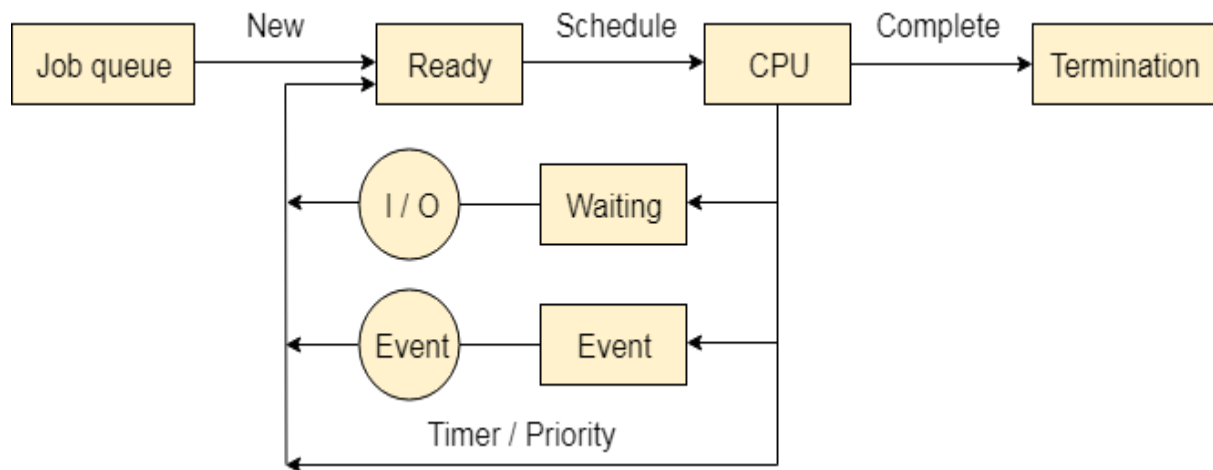 New
Schedule
Complete
Job queue
Ready
CPU
Termination
I / O
Waiting
Event
Event
Timer / Priority